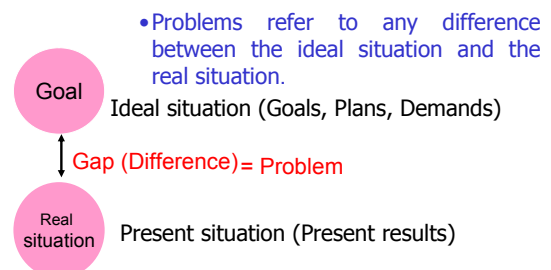 •Problems refer to any difference
between the ideal situation and the
real situation.
Goal
Ideal situation (Goals, Plans, Demands)
Gap (Difference)= Problem
Real
situation
Present situation (Present results)